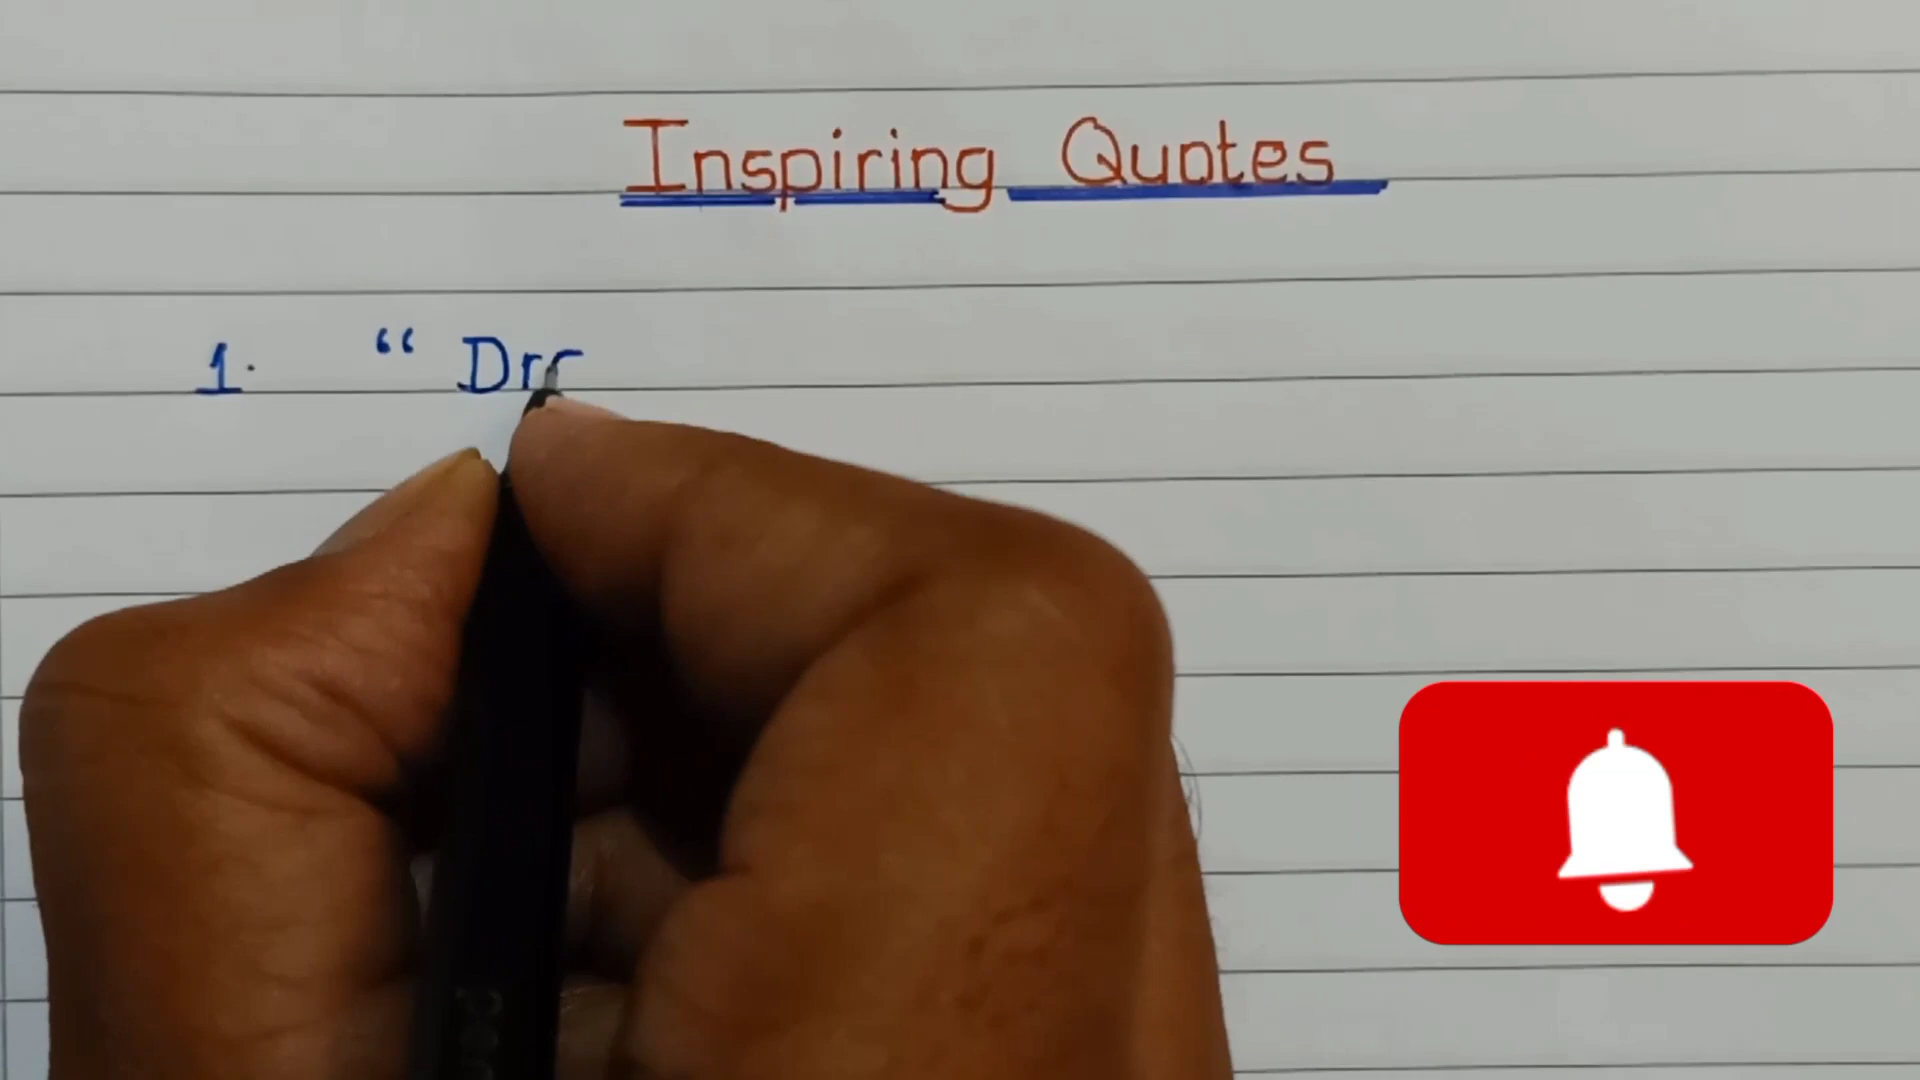 Inspiring Quotes
1. “ Dr